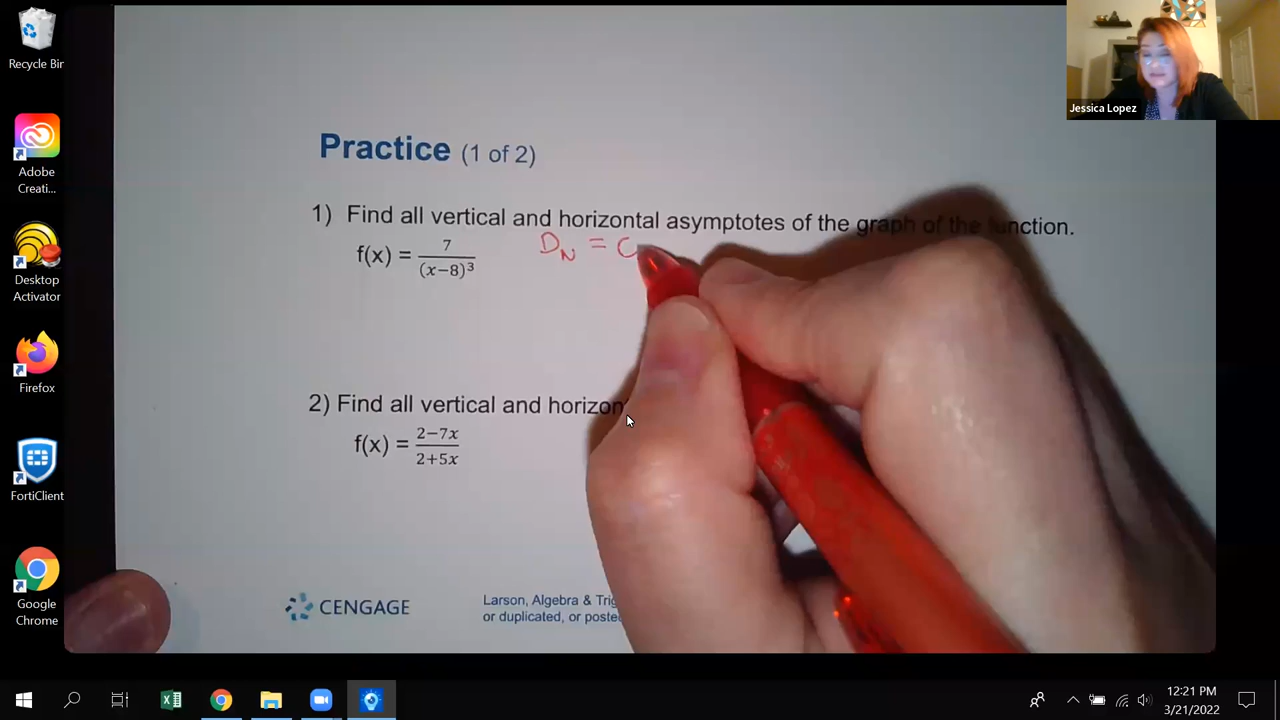 Recycle Bin
Adobe
Creati...
Desktop
Activator
Firefox
FortiClient
Google
Chrome
Jessica Lopez
Practice (1 of 2)
1) Find all vertical and horizontal asymptotes of the graph of the function.
f(x) = 7/(x−8)³
D_N =
2) Find all vertical and horizon
f(x) = 2−7x/2+5x
CENGAGE
Larson, Algebra & Trig
or duplicated, or poste
12:21 PM
3/21/2022